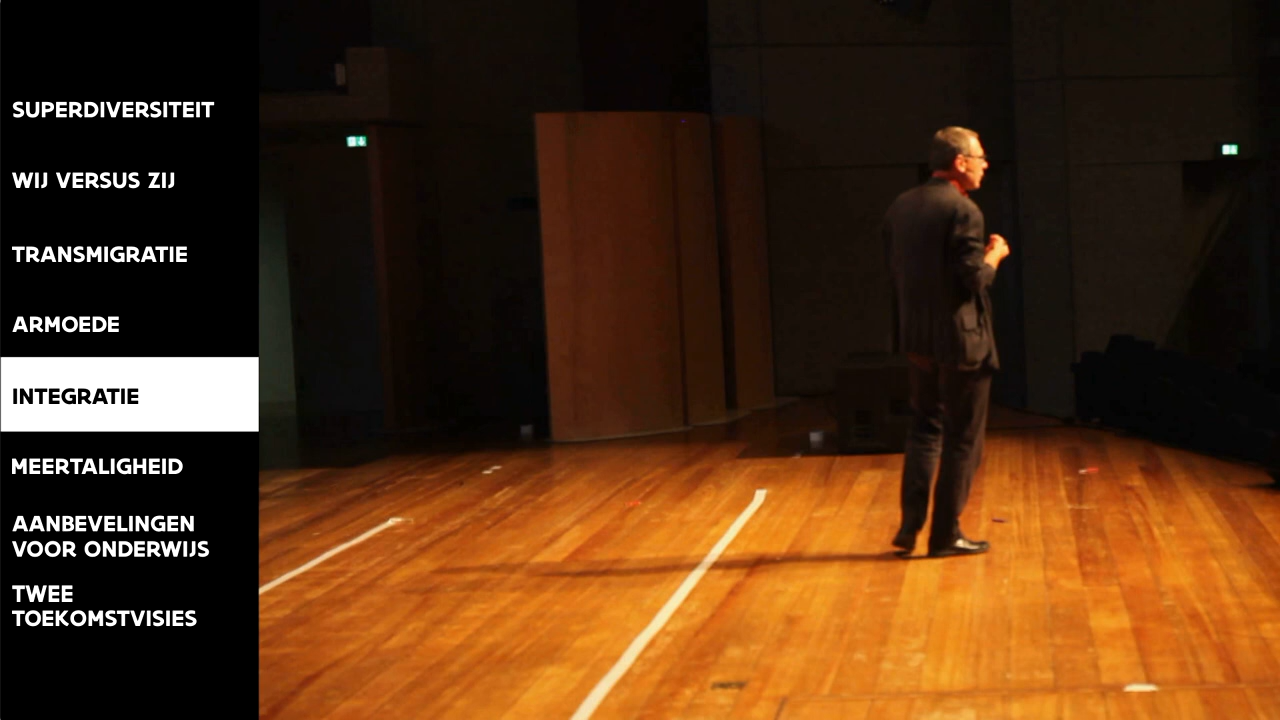 SUPERDIVERSITEIT
WIJ VERSUS ZIJ
TRANSMIGRATIE
ARMOEDE
INTEGRATIE
MEERTALIGHEID
AANBEVELINGEN
VOOR ONDERWIJS
TWEE
TOEKOMSTVISIES